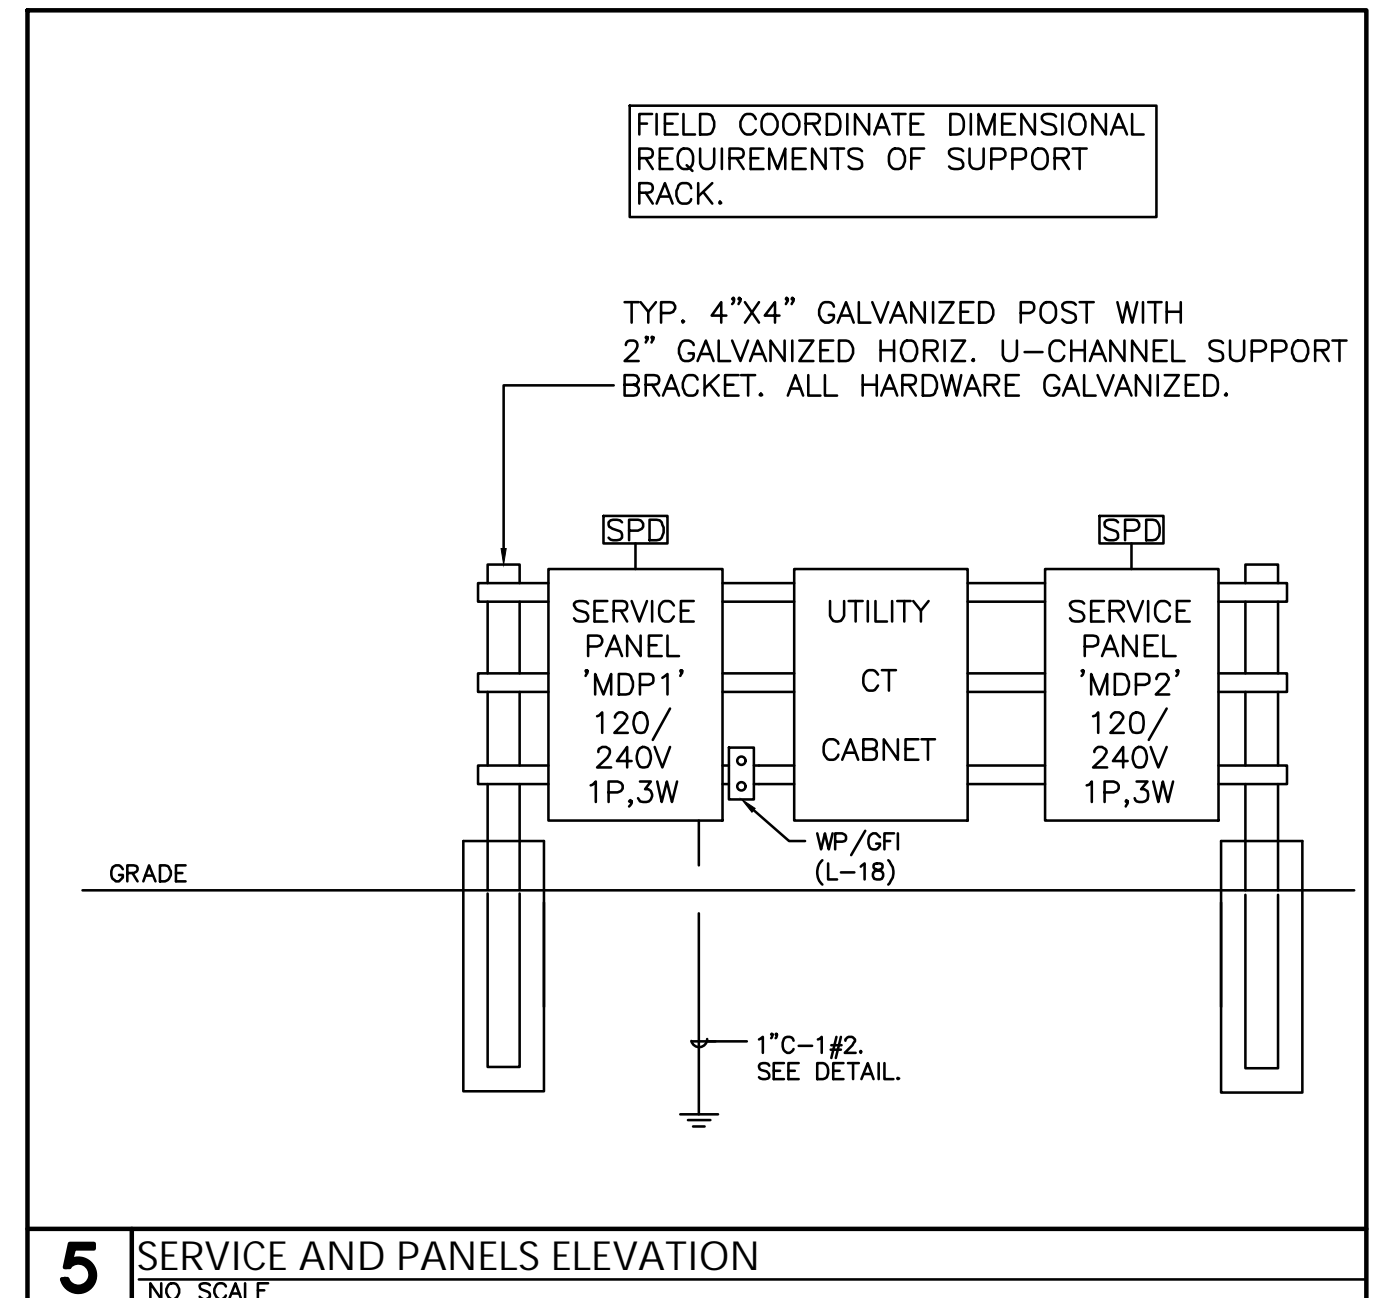 FIELD COORDINATE DIMENSIONAL
REQUIREMENTS OF SUPPORT
RACK.
TYP. 4"X4" GALVANIZED POST WITH
2" GALVANIZED HORIZ. U-CHANNEL SUPPORT
BRACKET. ALL HARDWARE GALVANIZED.
SPD
SPD
SERVICE
PANEL
'MDP1'
120/
240V
1P,3W
UTILITY
CT
CABNET
SERVICE
PANEL
'MDP2'
120/
240V
1P,3W
WP/GFI
(L-18)
GRADE
1"C-1#2.
SEE DETAIL.
5
SERVICE AND PANELS ELEVATION
NO SCALE